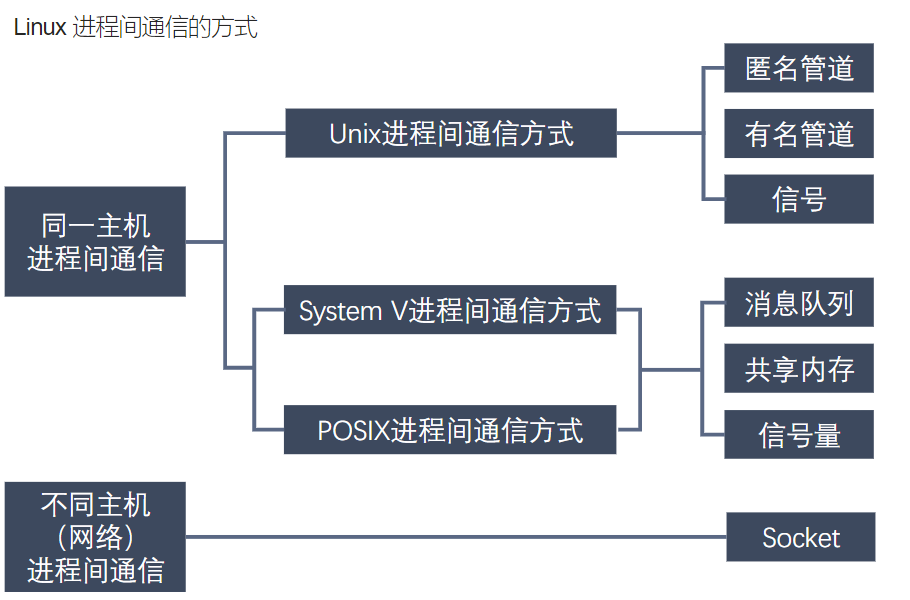 Linux 进程间通信的方式
匿名管道
Unix进程间通信方式
有名管道
信号
同一主机
进程间通信
System V进程间通信方式
消息队列
共享内存
POSIX进程间通信方式
信号量
不同主机
（网络）
进程间通信
Socket